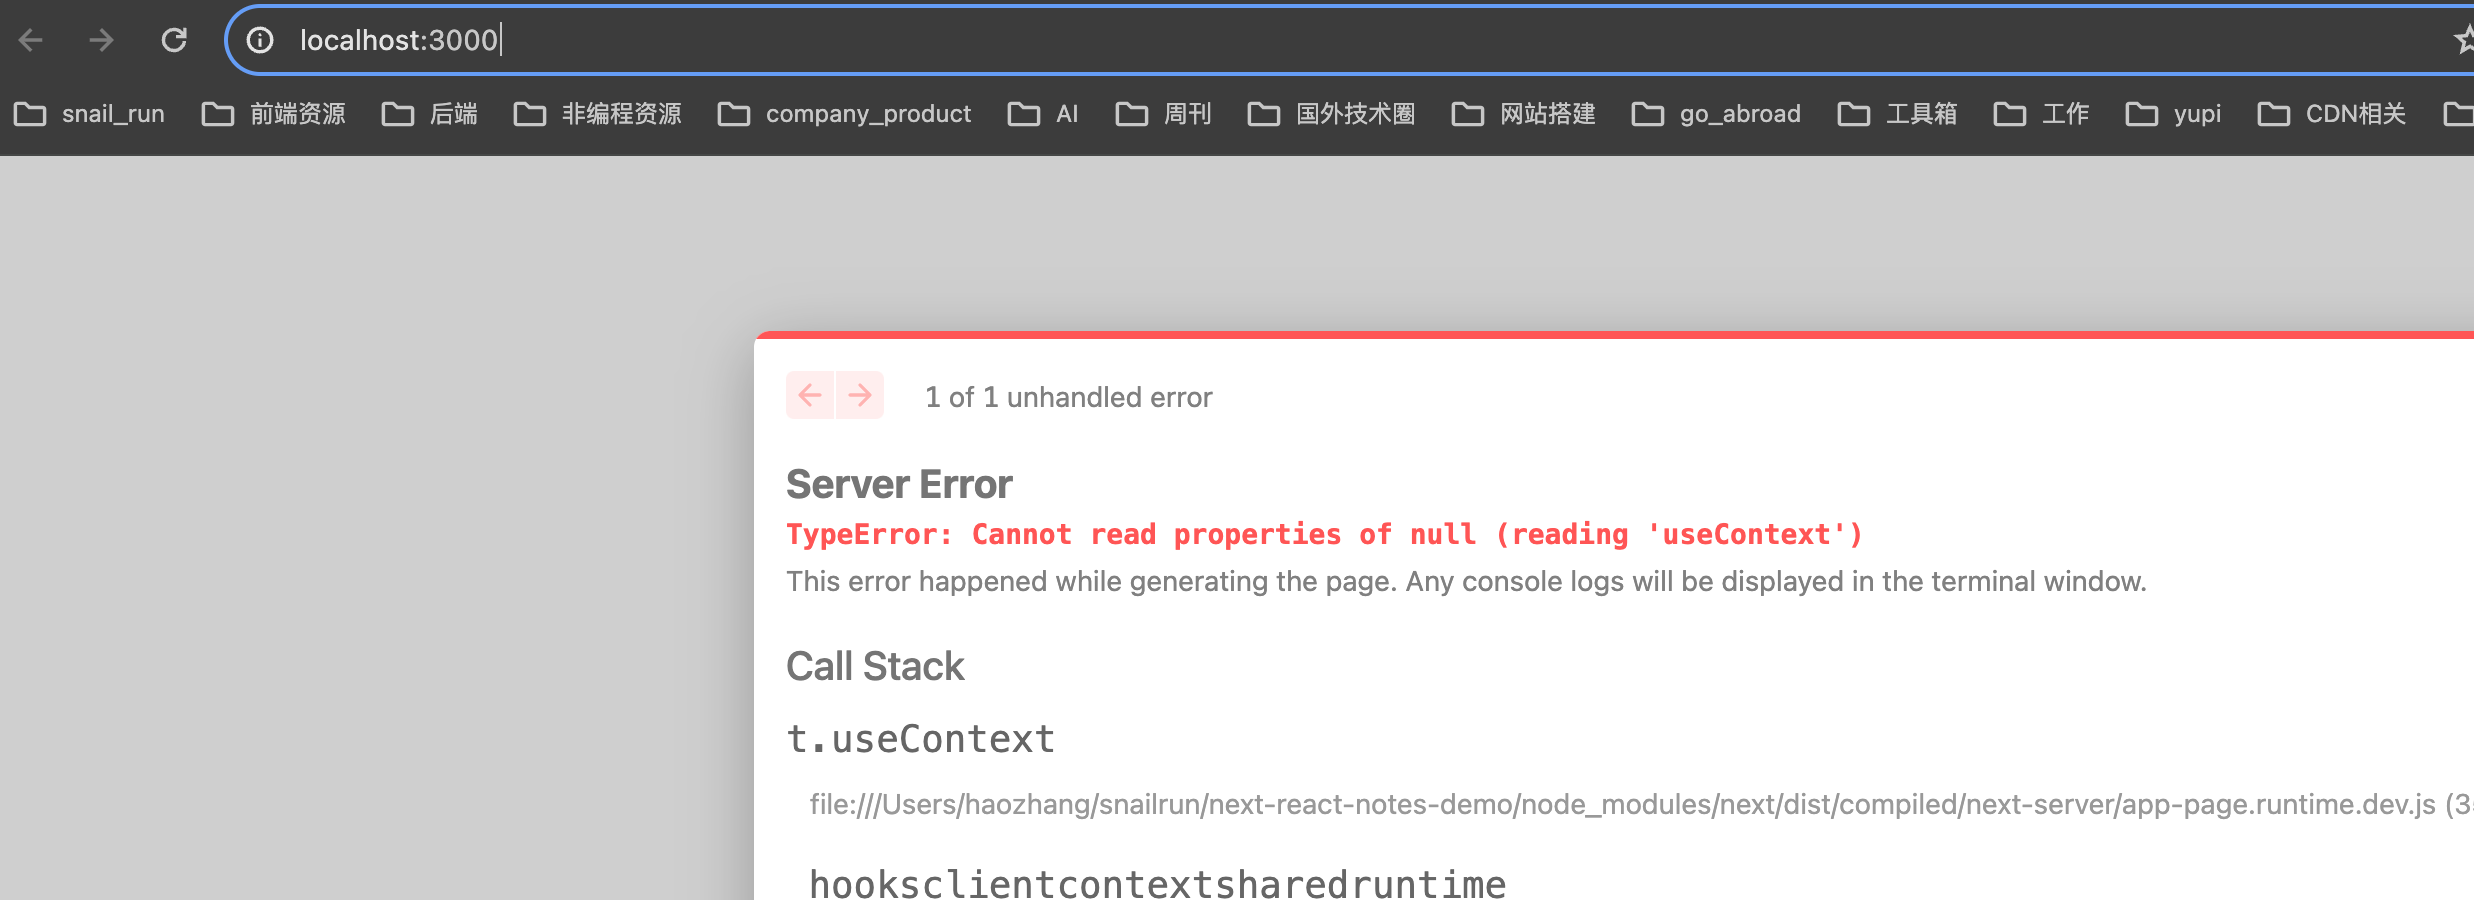 localhost:3000
snail_run 前端资源 后端 非编程资源 company_product AI 周刊 国外技术圈 网站搭建 go_abroad 工具箱 工作 yupi CDN相关
1 of 1 unhandled error
Server Error
TypeError: Cannot read properties of null (reading 'useContext')
This error happened while generating the page. Any console logs will be displayed in the terminal window.
Call Stack
t.useContext
file:///Users/haozhang/snailrun/next-react-notes-demo/node_modules/next/dist/compiled/next-server/app-page.runtime.dev.js (3
hooksclientcontextsharedruntime